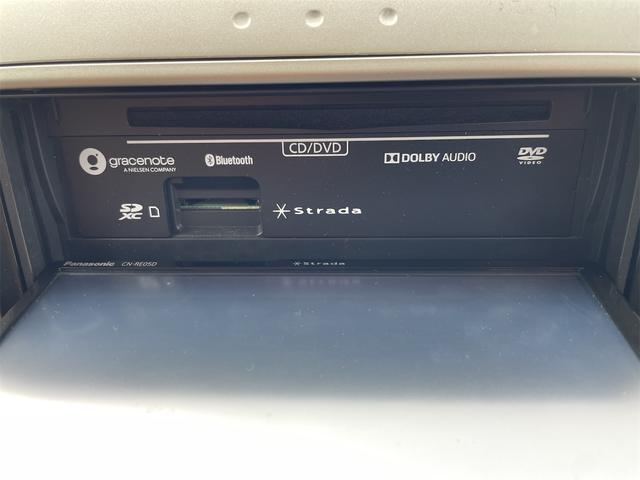 CD/DVD
gracenote
A NIELSEN COMPANY
Bluetooth
DOLBY AUDIO
DVD
VIDEO
SD
XC
Strada
Panasonic CN-RE05D Strada